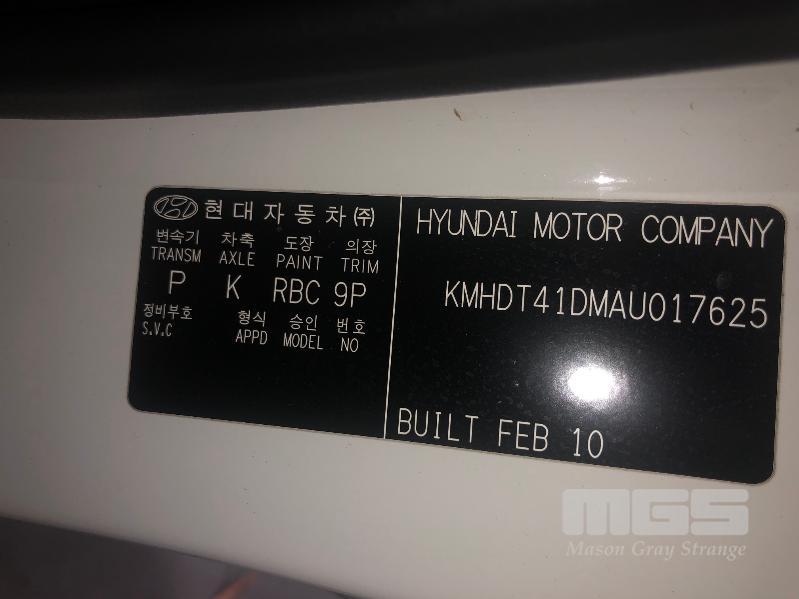 현대자동차㈜
변속기 차축 도장 의장
TRANSM AXLE PAINT TRIM
P K RBC 9P
정비부호 형식 승인 번호
S.V.C APPD MODEL NO
HYUNDAI MOTOR COMPANY
KMHDT41DMAU017625
BUILT FEB 10
MGS
Mason Gray Strange